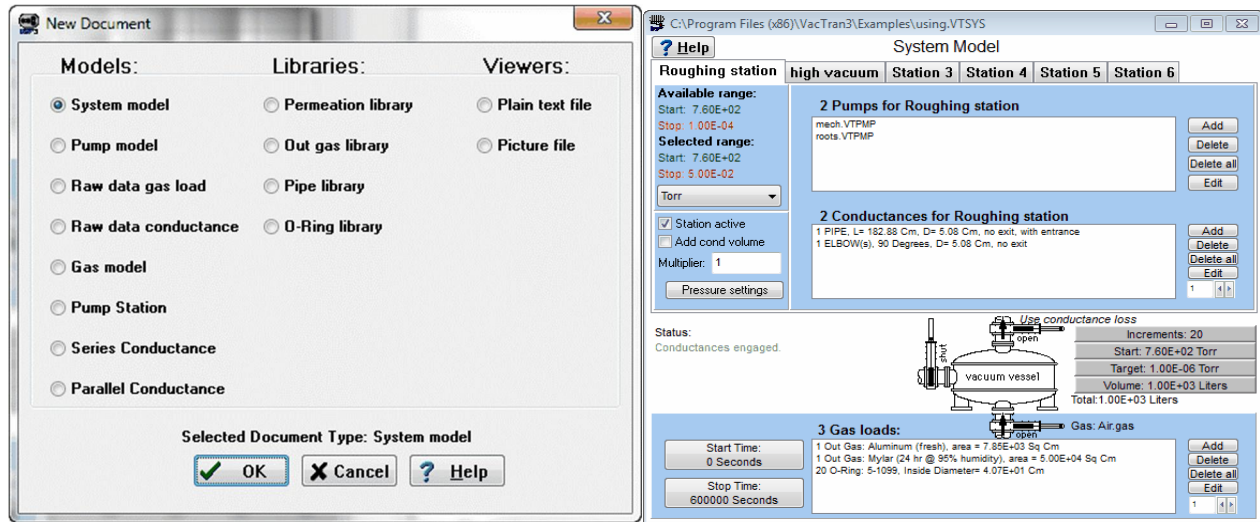 New Document
Models:
System model
Pump model
Raw data gas load
Raw data conductance
Gas model
Pump Station
Series Conductance
Parallel Conductance
Libraries:
Permeation library
Out gas library
Pipe library
O-Ring library
Viewers:
Plain text file
Picture file
Selected Document Type: System model
OK
Cancel
? Help
C:\Program Files (x86)\VacTran3\Examples\using.VTSYS
? Help
System Model
Roughing station
high vacuum
Station 3
Station 4
Station 5
Station 6
Available range:
Start: 7.60E+02
Stop: 1.00E-04
Selected range:
Start: 7.60E+02
Stop: 5.00E-02
Torr
Station active
Add cond volume
Multiplier: 1
Pressure settings
2 Pumps for Roughing station
mech.VTPMP
roots.VTPMP
Add
Delete
Delete all
Edit
2 Conductances for Roughing station
1 PIPE, L= 182.88 Cm, D= 5.08 Cm, no exit, with entrance
1 ELBOW(s), 90 Degrees, D= 5.08 Cm, no exit
Add
Delete
Delete all
Edit
1
Status:
Conductances engaged.
Use conductance loss
open
shut
vacuum vessel
open
Increments: 20
Start: 7.60E+02 Torr
Target: 1.00E-06 Torr
Volume: 1.00E+03 Liters
Total:1.00E+03 Liters
Gas: Air.gas
Start Time:
0 Seconds
Stop Time:
600000 Seconds
3 Gas loads:
1 Out Gas: Aluminum (fresh), area = 7.85E+03 Sq Cm
1 Out Gas: Mylar (24 hr @ 95% humidity), area = 5.00E+04 Sq Cm
20 O-Ring: 5-1099, Inside Diameter= 4.07E+01 Cm
Add
Delete
Delete all
Edit
1